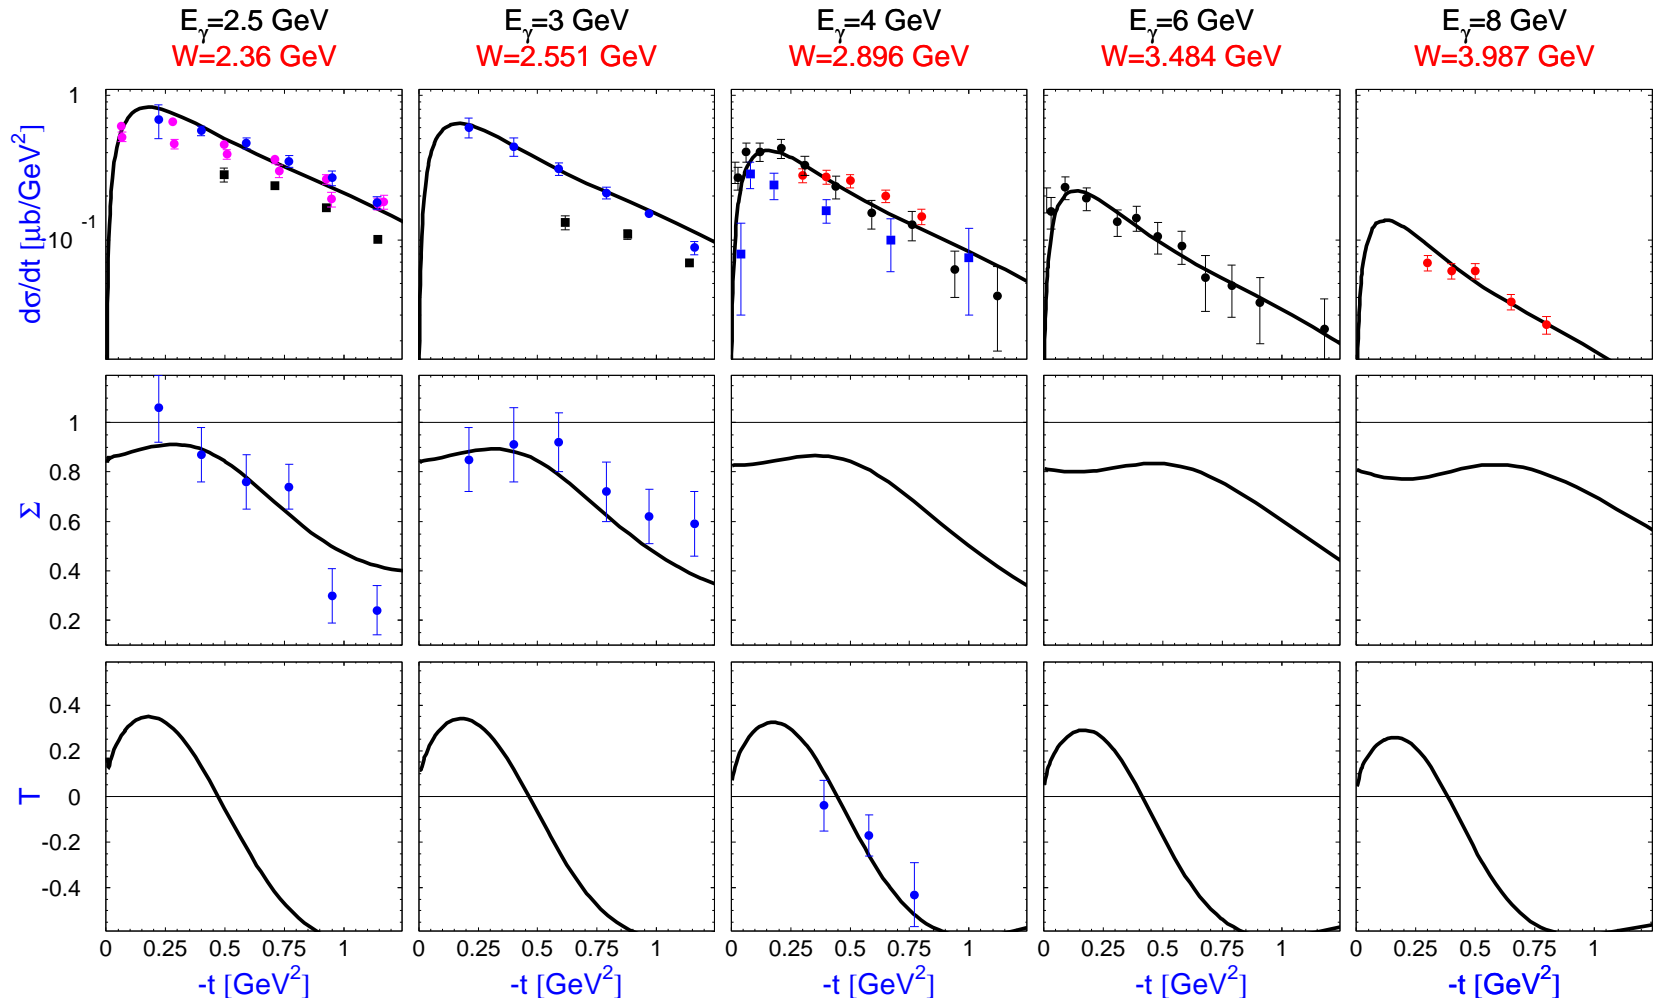 Eγ=2.5 GeV Eγ=3 GeV Eγ=4 GeV Eγ=6 GeV Eγ=8 GeV
W=2.36 GeV W=2.551 GeV W=2.896 GeV W=3.484 GeV W=3.987 GeV
dσ/dt [μb/GeV²]
1
10⁻¹
Σ
1
0.8
0.6
0.4
0.2
T
0.4
0.2
0
-0.2
-0.4
0 0.25 0.5 0.75 1 0 0.25 0.5 0.75 1 0 0.25 0.5 0.75 1 0 0.25 0.5 0.75 1 0 0.25 0.5 0.75 1
-t [GeV²] -t [GeV²] -t [GeV²] -t [GeV²] -t [GeV²]